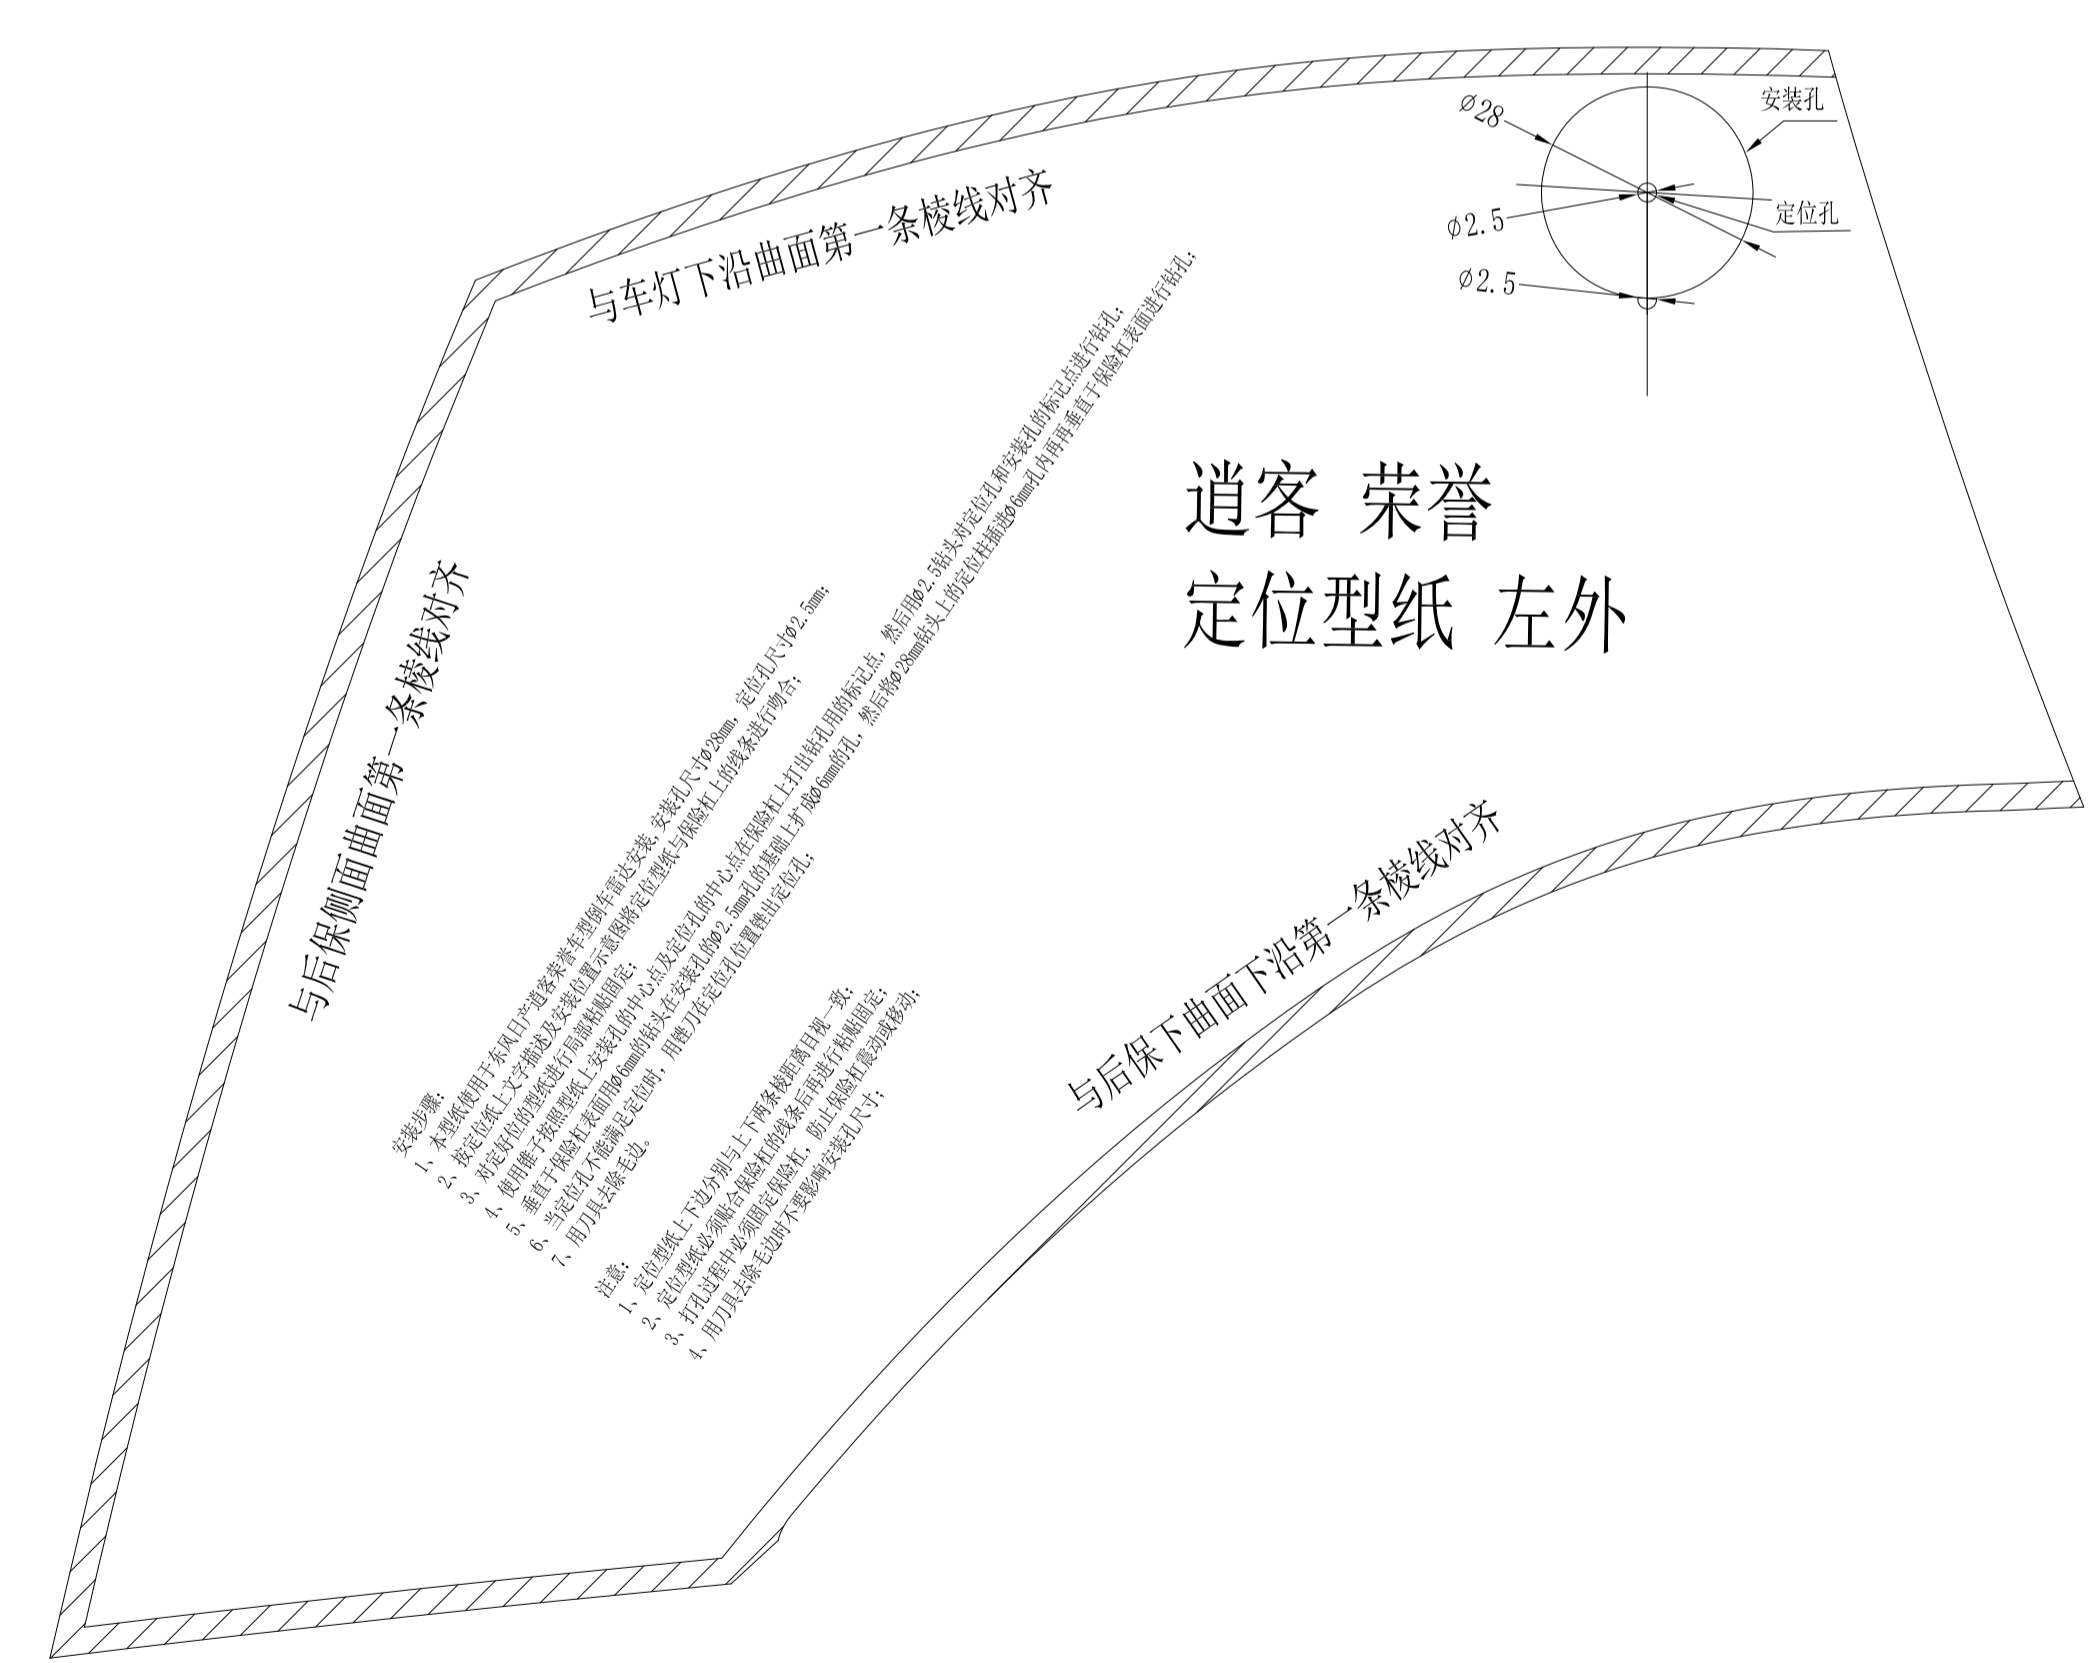 安装孔
⌀28
定位孔
⌀2.5
⌀2.5
与车灯下沿曲面第一条棱线对齐
逍客 荣誉
定位型纸 左外
与后保侧面曲面第一条棱线对齐
与后保下曲面下沿第一条棱线对齐
安装步骤：
1、本型纸使用于东风日产逍客荣誉车型倒车雷达安装，安装孔尺寸⌀28mm，定位孔尺寸⌀2.5mm；
2、按定位纸上文字描述及安装位置示意图将定位型纸与保险杠上的线条进行吻合；
3、对定好位的型纸进行局部粘贴固定；
4、使用锥子按照型纸上安装孔的中心点及定位孔的中心点在保险杠上打出钻孔用的标记点，然后用⌀2.5钻头对定位孔和安装孔的标记点进行钻孔；
5、垂直于保险杠表面用⌀6mm的钻头在安装孔的⌀2.5mm孔的基础上扩成⌀6mm的孔，然后将⌀28mm钻头上的定位柱插进⌀6mm孔内再再垂直于保险杠表面进行钻孔；
6、当定位孔不能满足定位时，用锉刀在定位孔位置锉出定位孔；
7、用刀具去除毛边。
注意：
1、定位型纸上下边分别与上下两条棱距离目视一致；
2、定位型纸必须贴合保险杠的线条后再进行粘贴固定；
3、打孔过程中必须固定保险杠，防止保险杠震动或移动；
4、用刀具去除毛边时不要影响安装孔尺寸；